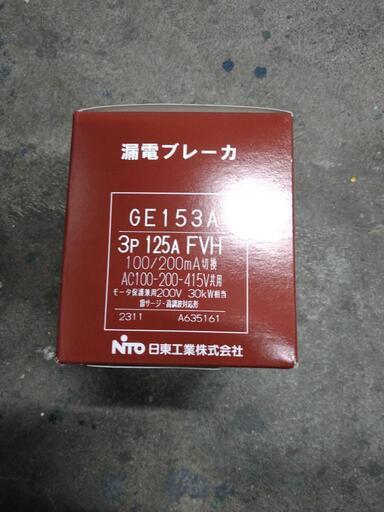 漏電ブレーカ
GE153A
3P 125A FVH
100/200mA切換
AC100-200-415V共用
モータ保護兼用200V 30kW相当
雷サージ・高調波対応形
2311 A635161
NITO 日東工業株式会社